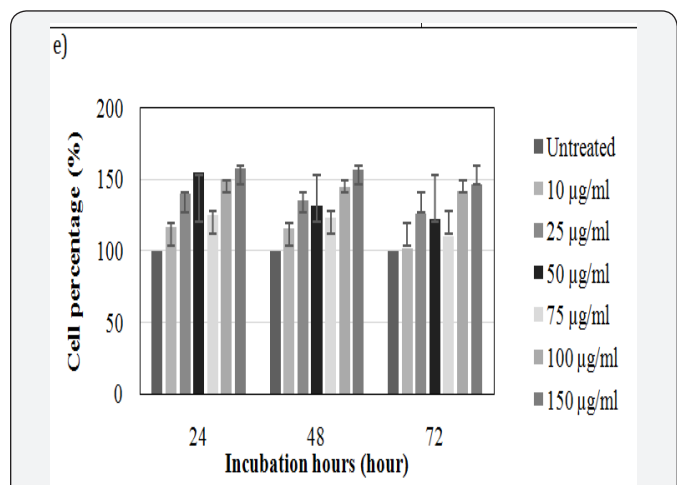 e)
200
150
100
50
0
Cell percentage (%)
24 48 72
Incubation hours (hour)
Untreated
10 µg/ml
25 µg/ml
50 µg/ml
75 µg/ml
100 µg/ml
150 µg/ml